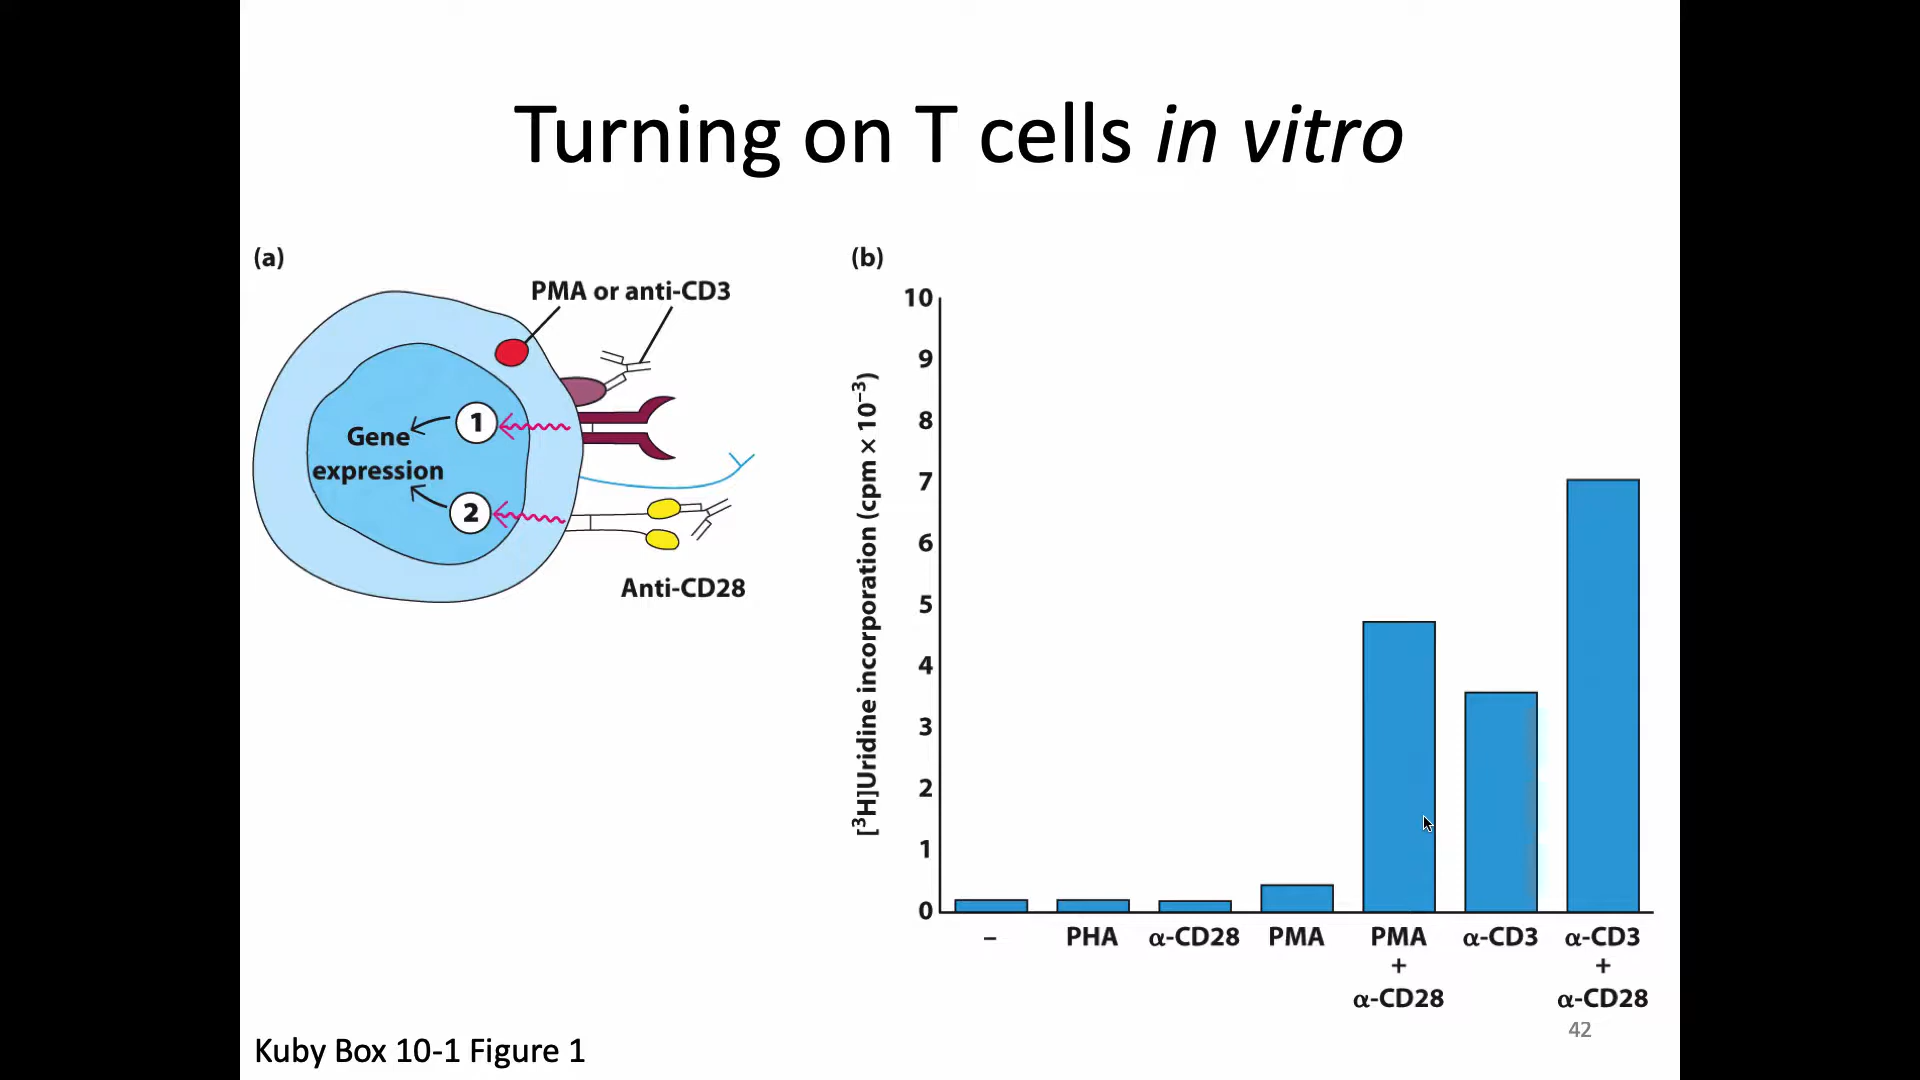 Turning on T cells in vitro
(a)
PMA or anti-CD3
1
Gene
expression
2
Anti-CD28
(b)
[³H]Uridine incorporation (cpm × 10⁻³)
10
9
8
7
6
5
4
3
2
1
0
– PHA α-CD28 PMA PMA α-CD3 α-CD3
+ +
α-CD28 α-CD28
42
Kuby Box 10-1 Figure 1